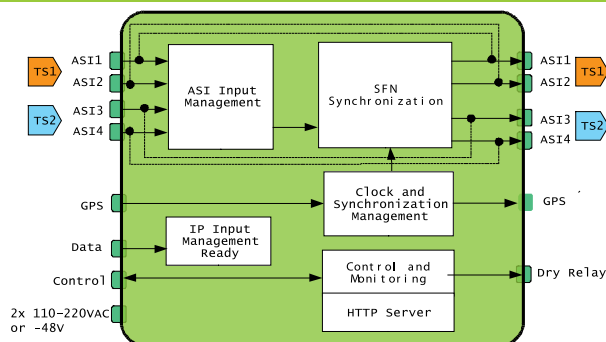 TS1
ASI1
ASI2
TS2
ASI3
ASI4
GPS
Data
Control
2x 110-220VAC
or -48V
ASI Input
Management
SFN
Synchronization
Clock and
Synchronization
Management
IP Input
Management
Ready
Control and
Monitoring
HTTP Server
ASI1
ASI2
TS1
ASI3
ASI4
TS2
GPS
Dry Relay